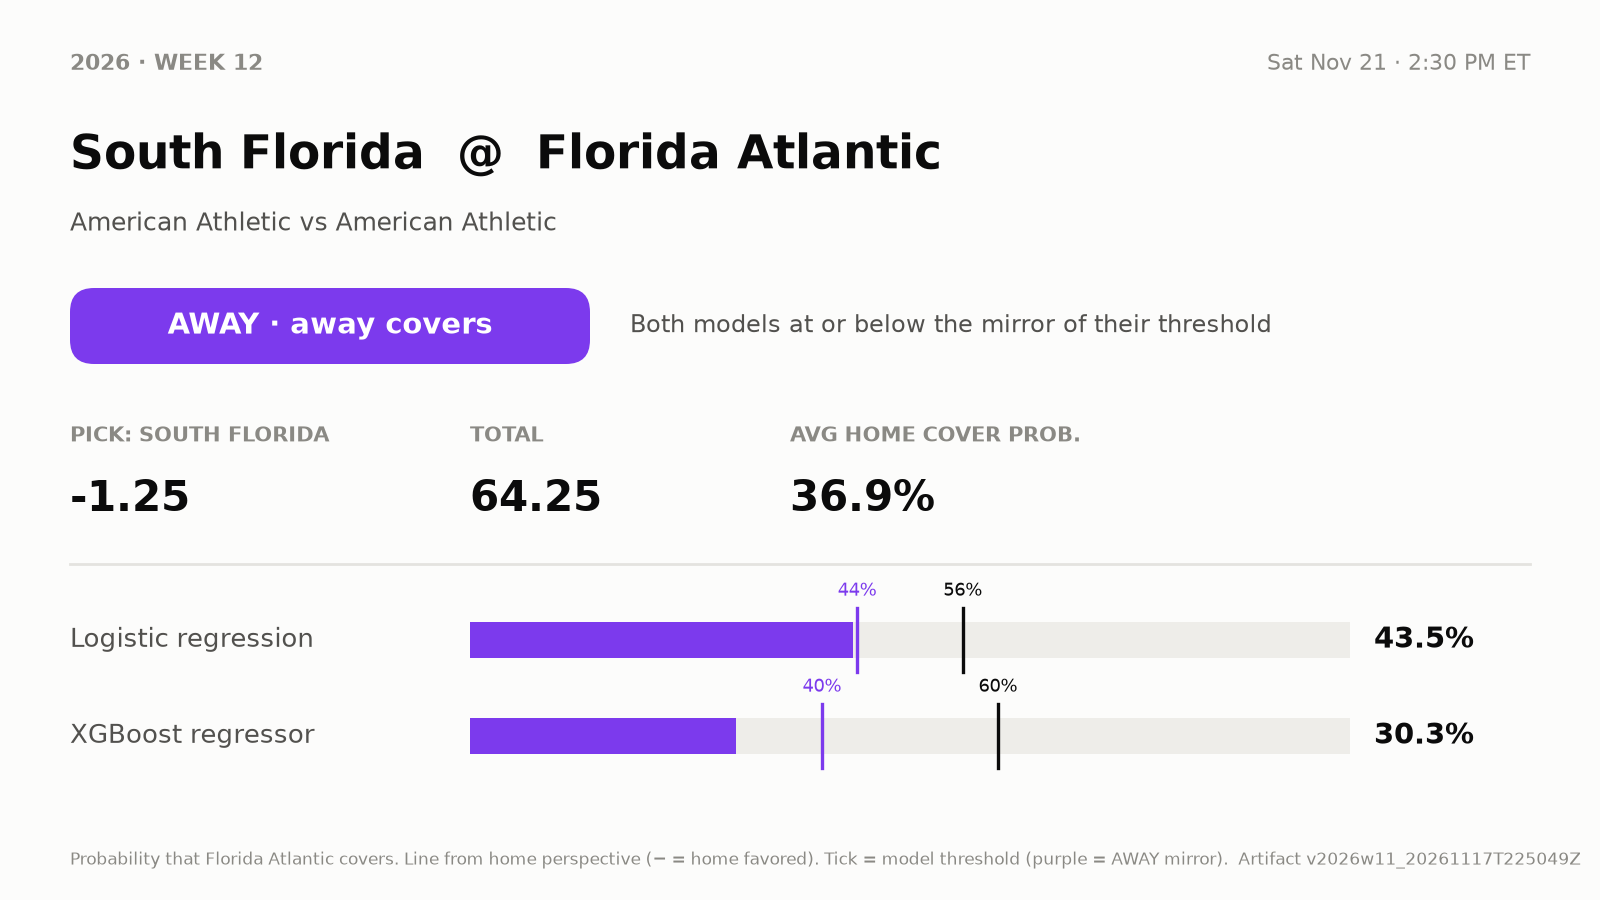 2026 · WEEK 12
Sat Nov 21 · 2:30 PM ET
South Florida @ Florida Atlantic
American Athletic vs American Athletic
AWAY · away covers
Both models at or below the mirror of their threshold
PICK: SOUTH FLORIDA
TOTAL
AVG HOME COVER PROB.
-1.25
64.25
36.9%
44%
56%
Logistic regression
43.5%
40%
60%
XGBoost regressor
30.3%
Probability that Florida Atlantic covers. Line from home perspective (− = home favored). Tick = model threshold (purple = AWAY mirror). Artifact v2026w11_20261117T225049Z